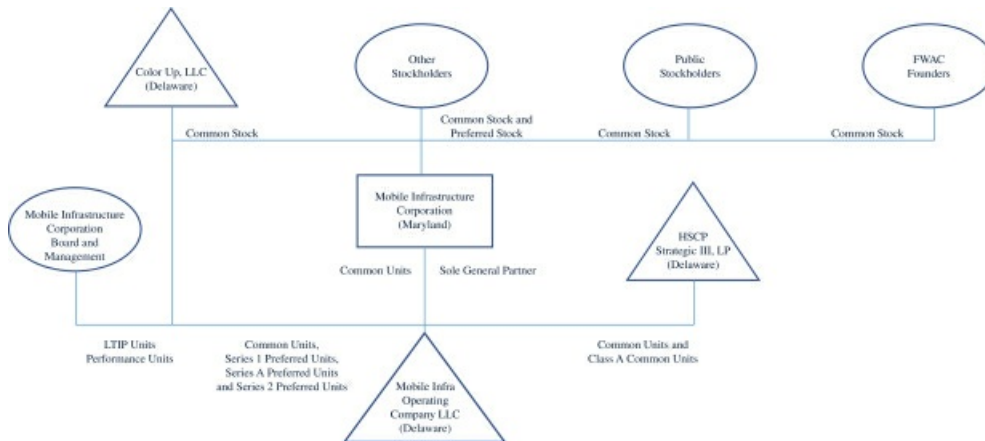 Color Up, LLC
(Delaware)
Other
Stockholders
Public
Stockholders
FWAC
Founders
Common Stock
Common Stock and
Preferred Stock
Common Stock
Common Stock
Mobile Infrastructure
Corporation
Board and
Management
Mobile Infrastructure
Corporation
(Maryland)
HSCP
Strategic III, LP
(Delaware)
Common Units
Sole General Partner
LTIP Units
Performance Units
Common Units,
Series 1 Preferred Units,
Series A Preferred Units
and Series 2 Preferred Units
Common Units and
Class A Common Units
Mobile Infra
Operating
Company LLC
(Delaware)